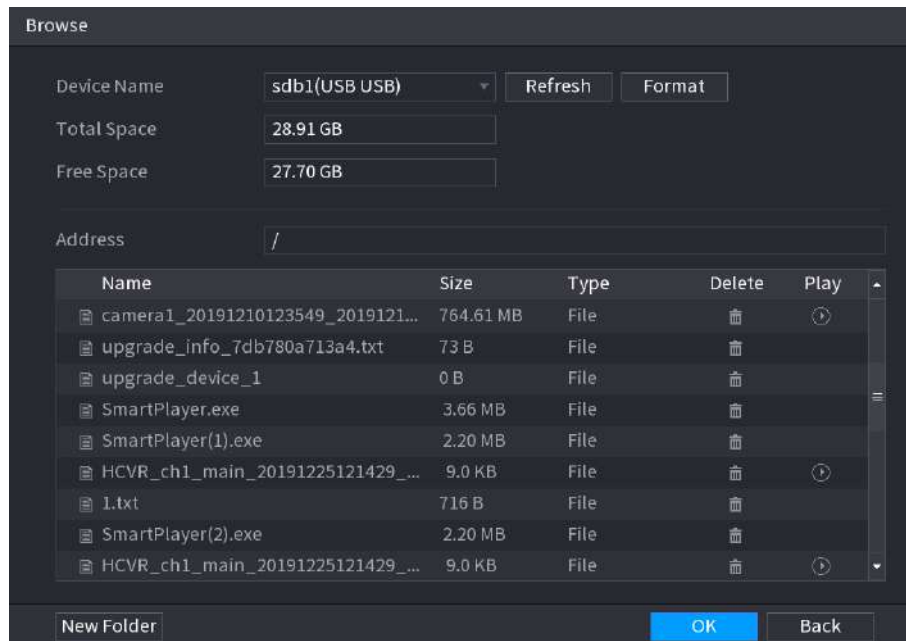 Browse
Device Name sdb1(USB USB) Refresh Format
Total Space 28.91 GB
Free Space 27.70 GB
Address /
Name Size Type Delete Play
camera1_20191210123549_2019121... 764.61 MB File
upgrade_info_7db780a713a4.txt 73 B File
upgrade_device_1 0 B File
SmartPlayer.exe 3.66 MB File
SmartPlayer(1).exe 2.20 MB File
HCVR_ch1_main_20191225121429_... 9.0 KB File
1.txt 716 B File
SmartPlayer(2).exe 2.20 MB File
HCVR_ch1_main_20191225121429_... 9.0 KB File
New Folder OK Back